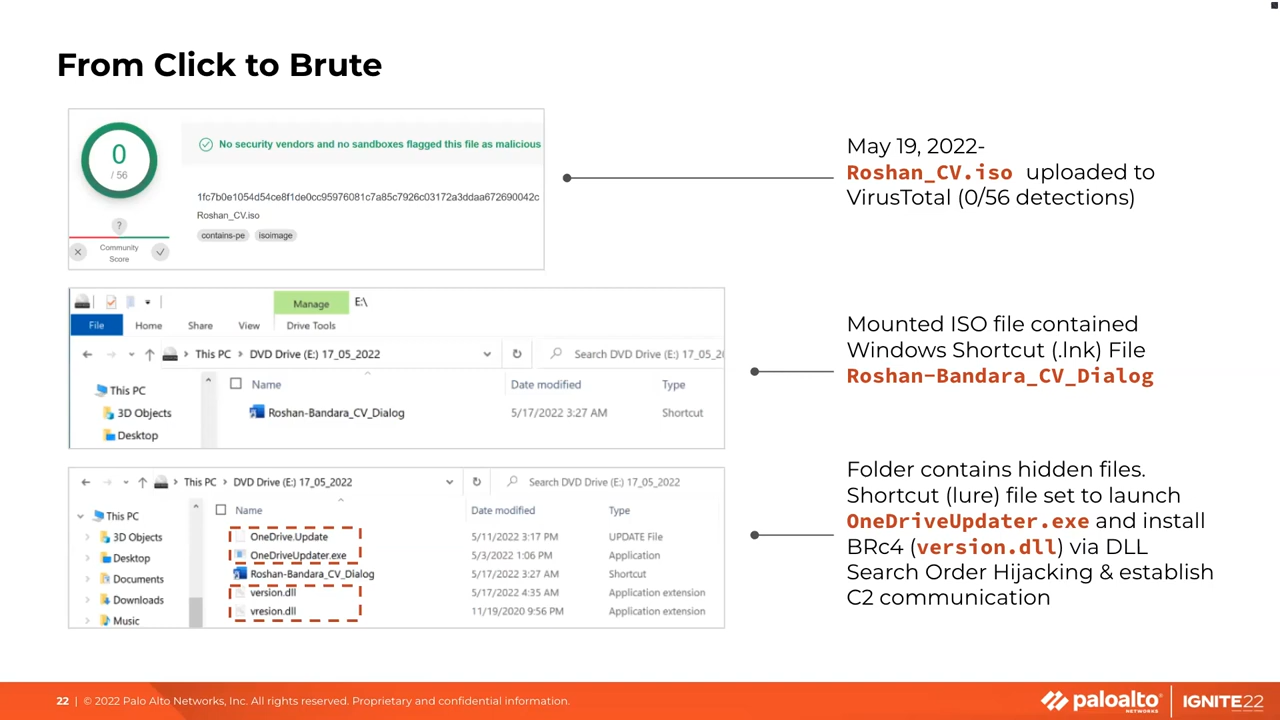 From Click to Brute
0
/ 56
No security vendors and no sandboxes flagged this file as malicious
1fc7b0e1054d54ce8f1de0cc95976081c7a85c7926c03172a3ddaa672690042c
Roshan_CV.iso
contains-pe isoimage
?
Community
Score
May 19, 2022-
Roshan_CV.iso uploaded to
VirusTotal (0/56 detections)
Manage E:\
File Home Share View Drive Tools
This PC > DVD Drive (E:) 17_05_2022 Search DVD Drive (E:) 17_05_20
This PC Name Date modified Type
3D Objects Roshan-Bandara_CV_Dialog 5/17/2022 3:27 AM Shortcut
Desktop
Mounted ISO file contained
Windows Shortcut (.lnk) File
Roshan-Bandara_CV_Dialog
This PC > DVD Drive (E:) 17_05_2022 Search DVD Drive (E:) 17_05_2022
This PC Name Date modified Type
3D Objects OneDrive.Update 5/11/2022 3:17 PM UPDATE File
Desktop OneDriveUpdater.exe 5/3/2022 1:06 PM Application
Documents Roshan-Bandara_CV_Dialog 5/17/2022 3:27 AM Shortcut
Downloads version.dll 5/17/2022 4:35 AM Application extension
Music vresion.dll 11/19/2020 9:56 PM Application extension
Folder contains hidden files.
Shortcut (lure) file set to launch
OneDriveUpdater.exe and install
BRc4 (version.dll) via DLL
Search Order Hijacking & establish
C2 communication
22 | © 2022 Palo Alto Networks, Inc. All rights reserved. Proprietary and confidential information.
paloalto
NETWORKS
IGNITE22